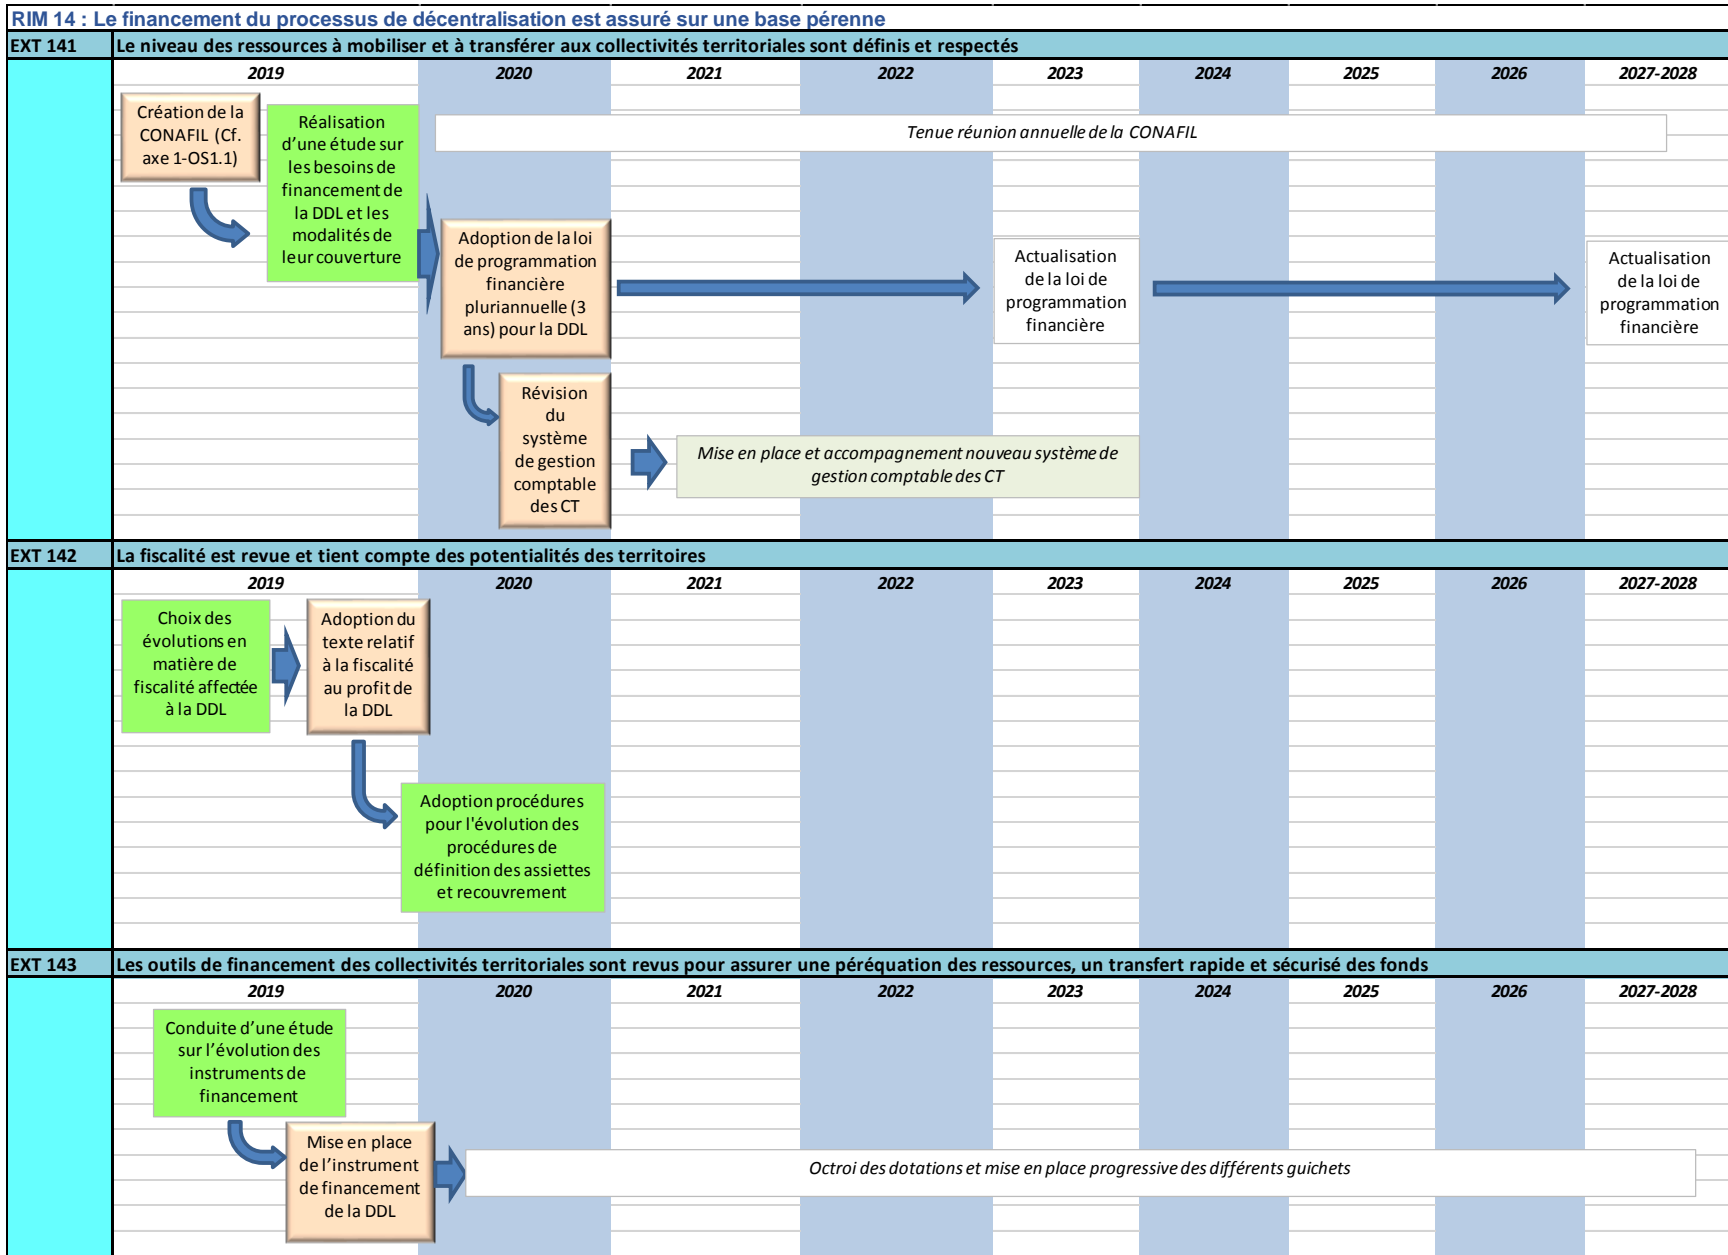 RIM 14 : Le financement du processus de décentralisation est assuré sur une base pérenne
EXT 141 Le niveau des ressources à mobiliser et à transférer aux collectivités territoriales sont définis et respectés
2019 2020 2021 2022 2023 2024 2025 2026 2027-2028
Création de la
CONAFIL (Cf.
axe 1-OS1.1)
Réalisation
d'une étude sur
les besoins de
financement de
la DDL et les
modalités de
leur couverture
Tenue réunion annuelle de la CONAFIL
Adoption de la loi
de programmation
financière
pluriannuelle (3
ans) pour la DDL
Actualisation
de la loi de
programmation
financière
Actualisation
de la loi de
programmation
financière
Révision
du
système
de gestion
comptable
des CT
Mise en place et accompagnement nouveau système de
gestion comptable des CT
EXT 142 La fiscalité est revue et tient compte des potentialités des territoires
2019 2020 2021 2022 2023 2024 2025 2026 2027-2028
Choix des
évolutions en
matière de
fiscalité affectée
à la DDL
Adoption du
texte relatif
à la fiscalité
au profit de
la DDL
Adoption procédures
pour l'évolution des
procédures de
définition des assiettes
et recouvrement
EXT 143 Les outils de financement des collectivités territoriales sont revus pour assurer une péréquation des ressources, un transfert rapide et sécurisé des fonds
2019 2020 2021 2022 2023 2024 2025 2026 2027-2028
Conduite d'une étude
sur l'évolution des
instruments de
financement
Mise en place
de l'instrument
de financement
de la DDL
Octroi des dotations et mise en place progressive des différents guichets